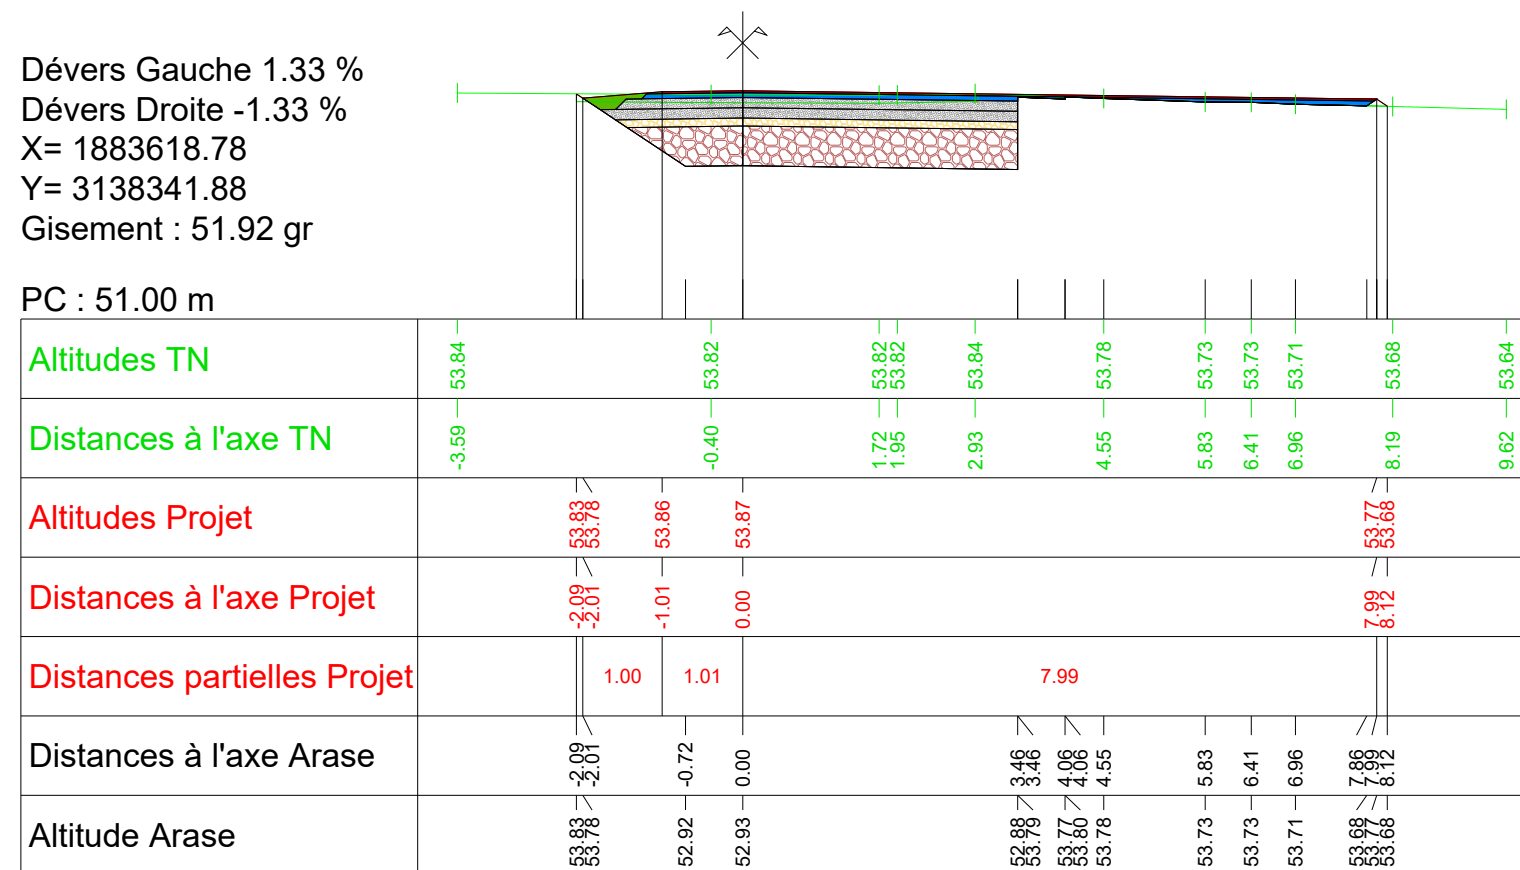 Dévers Gauche 1.33 %
Dévers Droite -1.33 %
X= 1883618.78
Y= 3138341.88
Gisement : 51.92 gr
PC : 51.00 m
Altitudes TN 53.84 53.82 53.82 53.82 53.84 53.78 53.73 53.73 53.71 53.68 53.64
Distances à l'axe TN -3.59 -0.40 1.72 1.95 2.93 4.55 5.83 6.41 6.96 8.19 9.62
Altitudes Projet 53.83 53.78 53.86 53.87 53.77 53.68
Distances à l'axe Projet -2.09 -2.01 -1.01 0.00 7.99 8.12
Distances partielles Projet 1.00 1.01 7.99
Distances à l'axe Arase -2.09 -2.01 -0.72 0.00 3.46 3.46 4.06 4.06 4.55 5.83 6.41 6.96 7.86 7.99 8.12
Altitude Arase 53.83 53.78 52.92 52.93 52.88 53.79 53.77 53.80 53.78 53.73 53.73 53.71 53.68 53.77 53.68